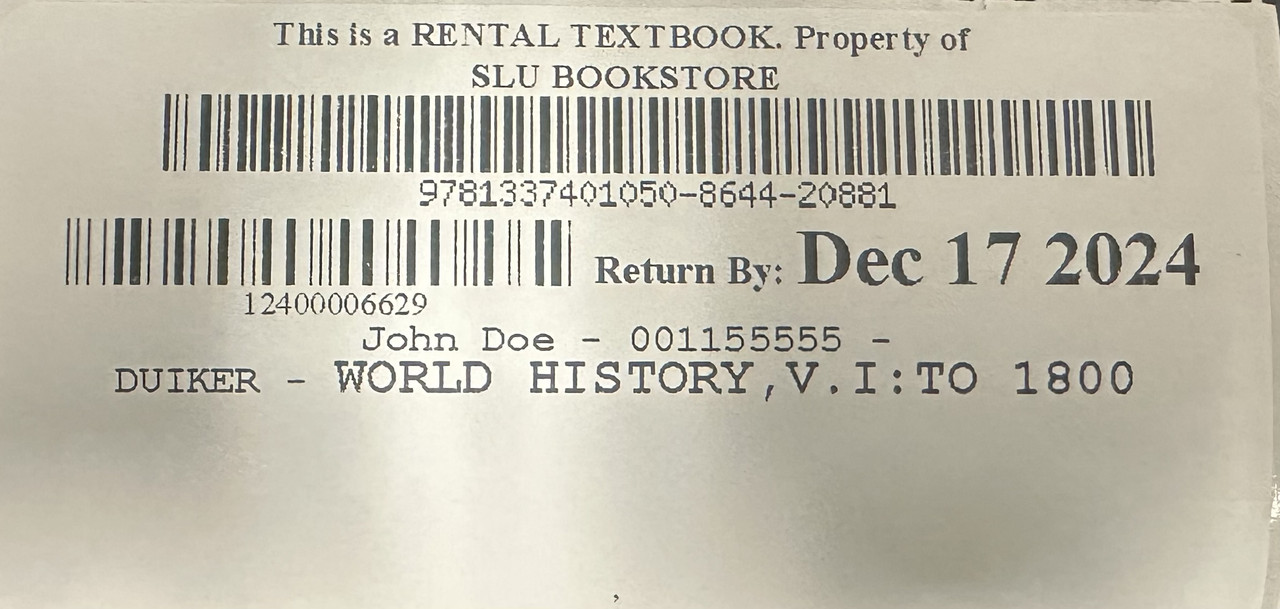 This is a RENTAL TEXTBOOK. Property of
SLU BOOKSTORE
9781337401050-8644-20881
Return By: Dec 17 2024
12400006629
John Doe - 001155555 -
DUIKER - WORLD HISTORY,V.I:TO 1800